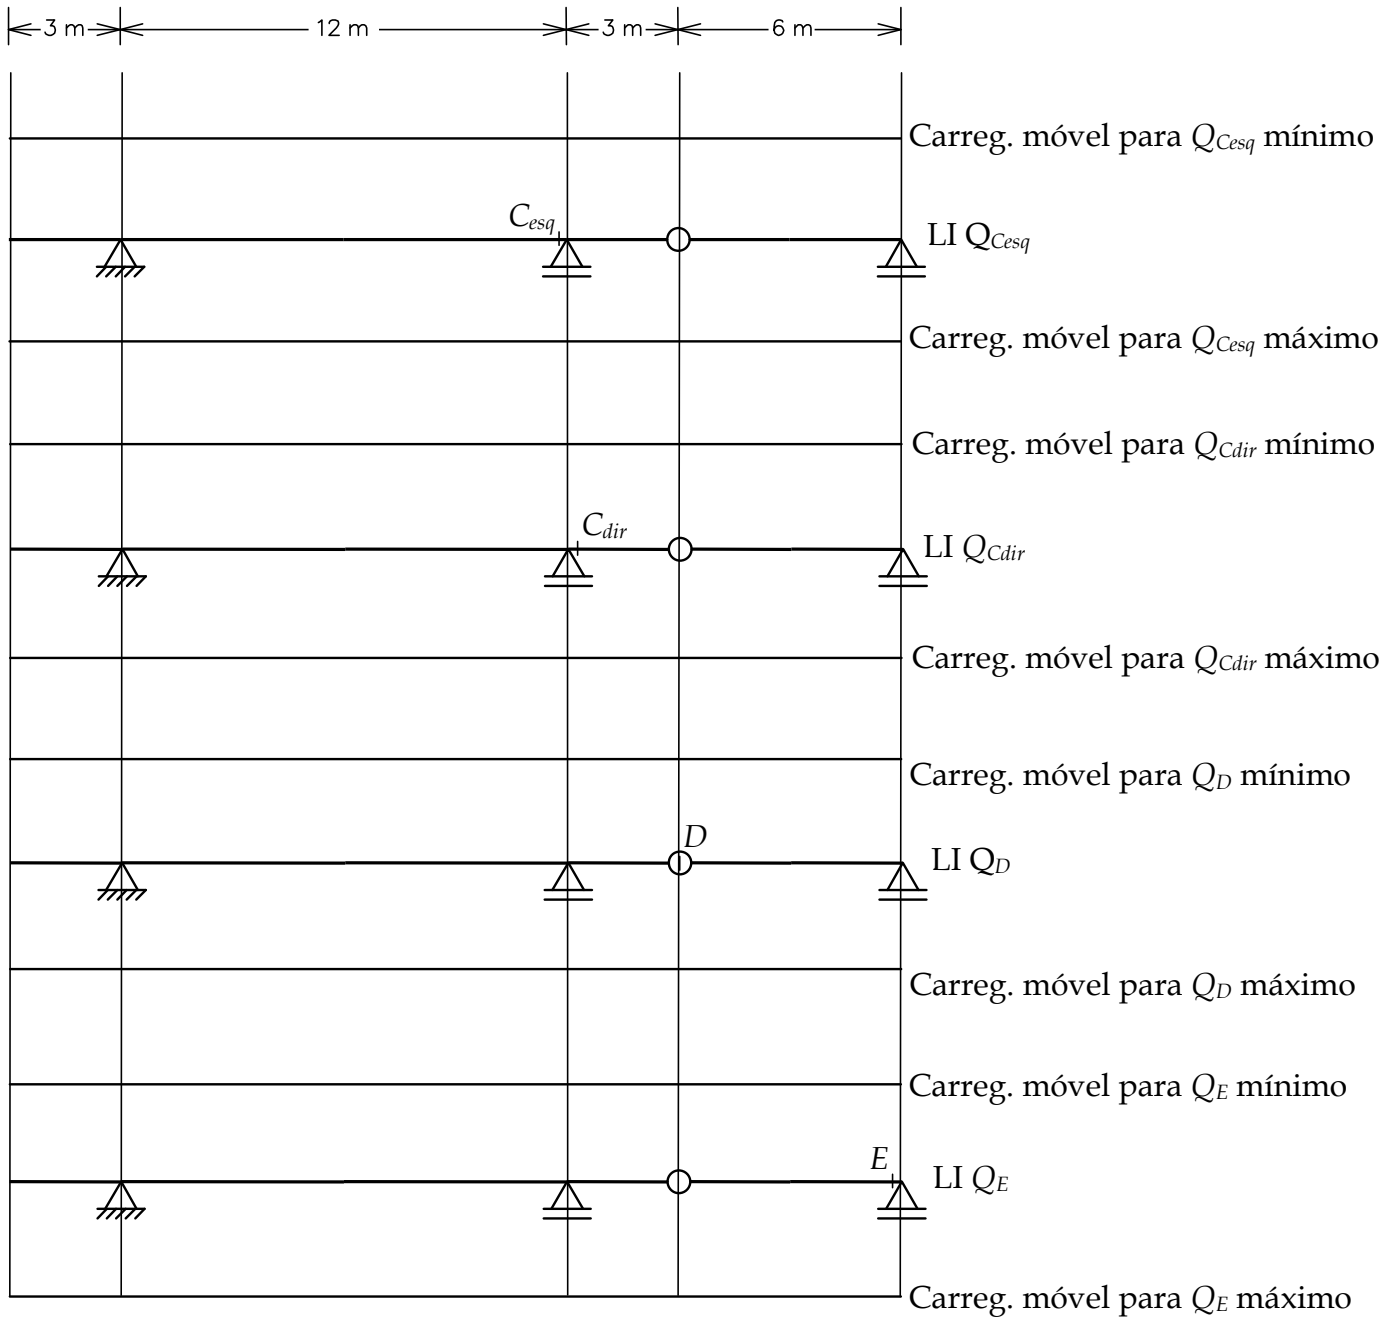 3 m 12 m 3 m 6 m
Carreg. móvel para Q_Cesq mínimo
C_esq
LI Q_Cesq
Carreg. móvel para Q_Cesq máximo
Carreg. móvel para Q_Cdir mínimo
C_dir
LI Q_Cdir
Carreg. móvel para Q_Cdir máximo
Carreg. móvel para Q_D mínimo
D
LI Q_D
Carreg. móvel para Q_D máximo
Carreg. móvel para Q_E mínimo
E
LI Q_E
Carreg. móvel para Q_E máximo